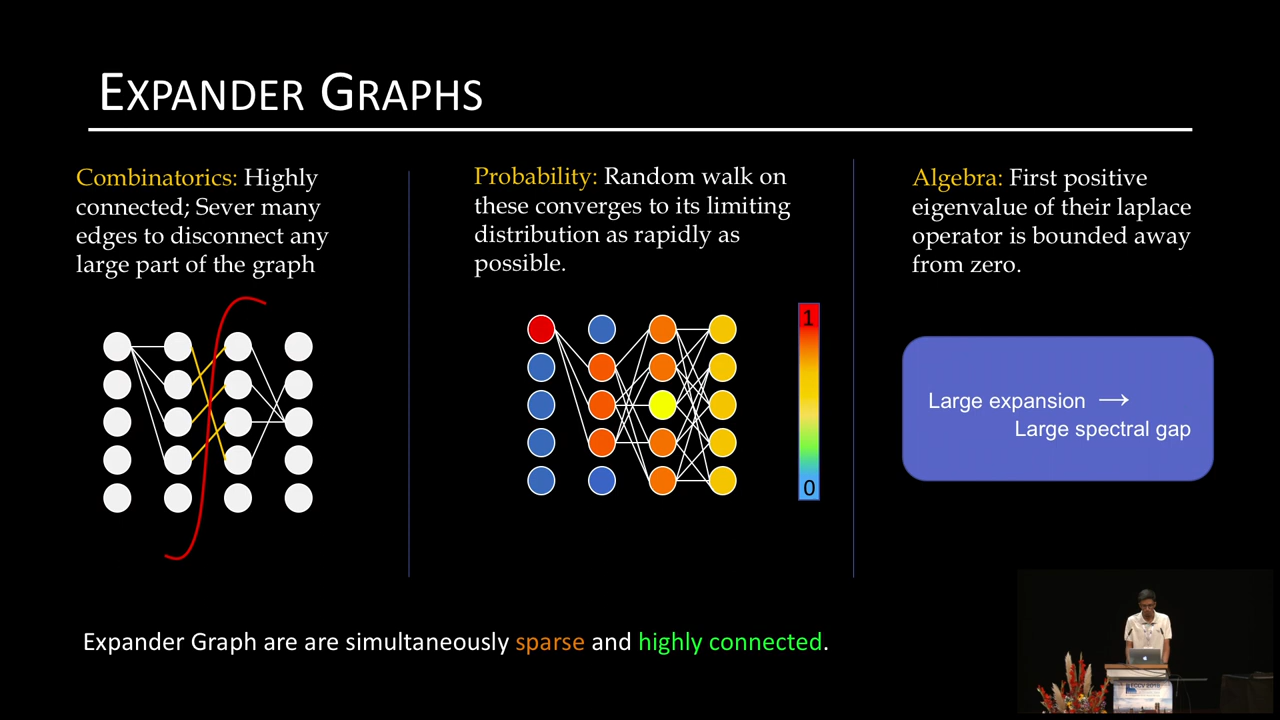 EXPANDER GRAPHS
Combinatorics: Highly
connected; Sever many
edges to disconnect any
large part of the graph
Probability: Random walk on
these converges to its limiting
distribution as rapidly as
possible.
1
0
Algebra: First positive
eigenvalue of their laplace
operator is bounded away
from zero.
Large expansion →
Large spectral gap
Expander Graph are are simultaneously sparse and highly connected.
ECCV 2018